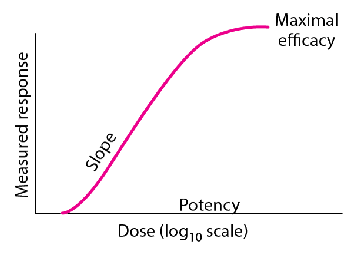 Maximal
efficacy
Measured response
Slope
Potency
Dose (log10 scale)